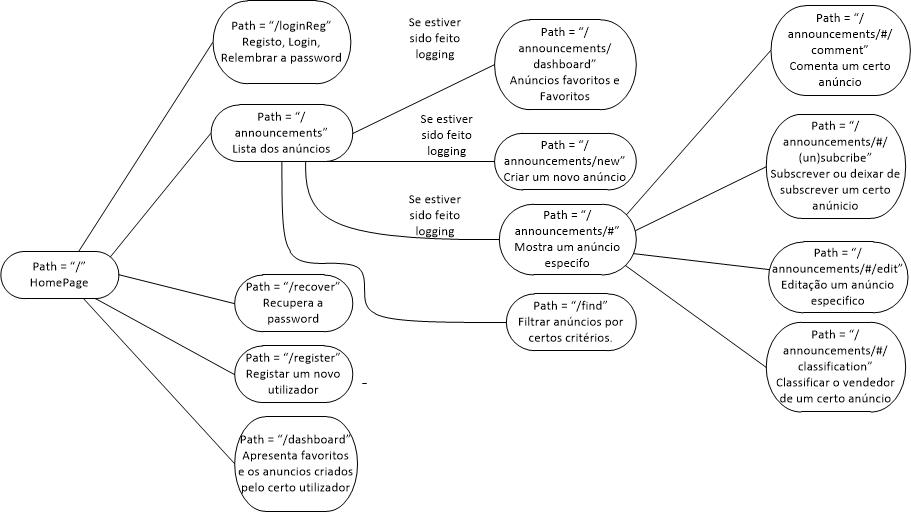 Path = “/loginReg”
Registo, Login,
Relembrar a password
Se estiver
sido feito
logging
Path = “/
announcements/
dashboard”
Anúncios favoritos e
Favoritos
Path = “/
announcements/#/
comment”
Comenta um certo
anúncio
Path = “/
announcements”
Lista dos anúncios
Se estiver
sido feito
logging
Path = “/
announcements/new”
Criar um novo anúncio
Path = “/
announcements/#/
(un)subcribe”
Subscrever ou deixar de
subscrever um certo
anúnicio
Se estiver
sido feito
logging
Path = “/
announcements/#”
Mostra um anúncio
especifo
Path = “/
announcements/#/edit”
Editação um anúncio
especifico
Path = “/”
HomePage
Path = “/recover”
Recupera a
password
Path = “/find”
Filtrar anúncios por
certos critérios.
Path = “/
announcements/#/
classification”
Classificar o vendedor
de um certo anúncio
Path = “/register”
Registar um novo
utilizador
Path = “/dashboard”
Apresenta favoritos
e os anuncios criados
pelo certo utilizador